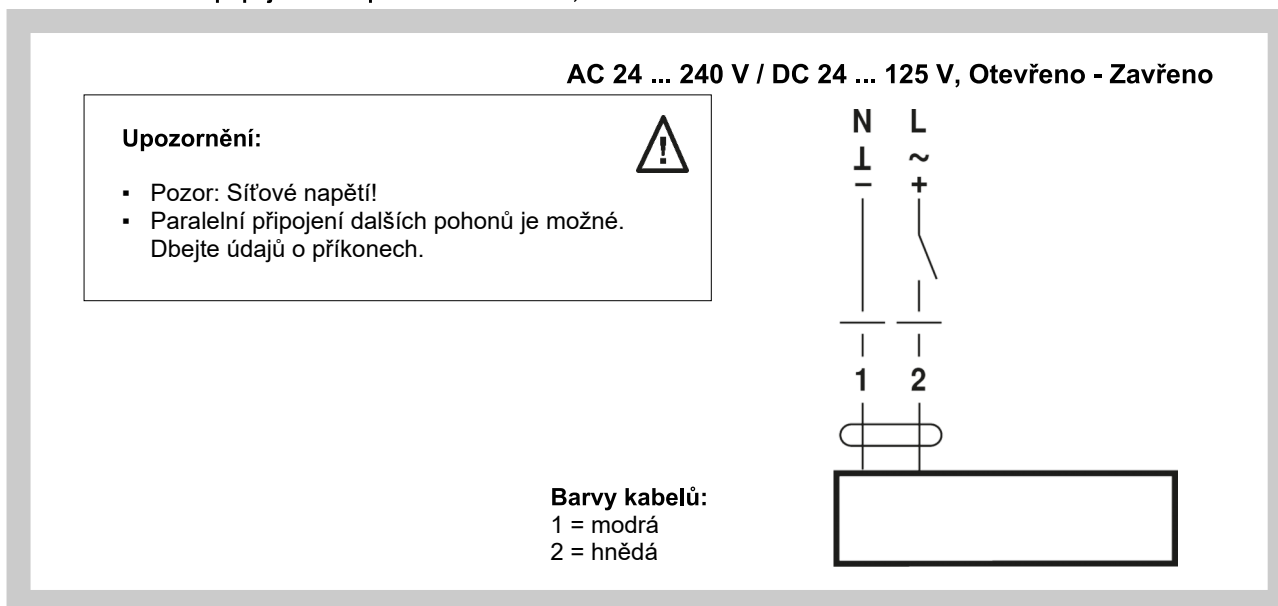 AC 24 ... 240 V / DC 24 ... 125 V, Otevřeno - Zavřeno
Upozornění:
▪ Pozor: Síťové napětí!
▪ Paralelní připojení dalších pohonů je možné.
Dbejte údajů o příkonech.
N L
⊥ ~
– +
1 2
Barvy kabelů:
1 = modrá
2 = hnědá